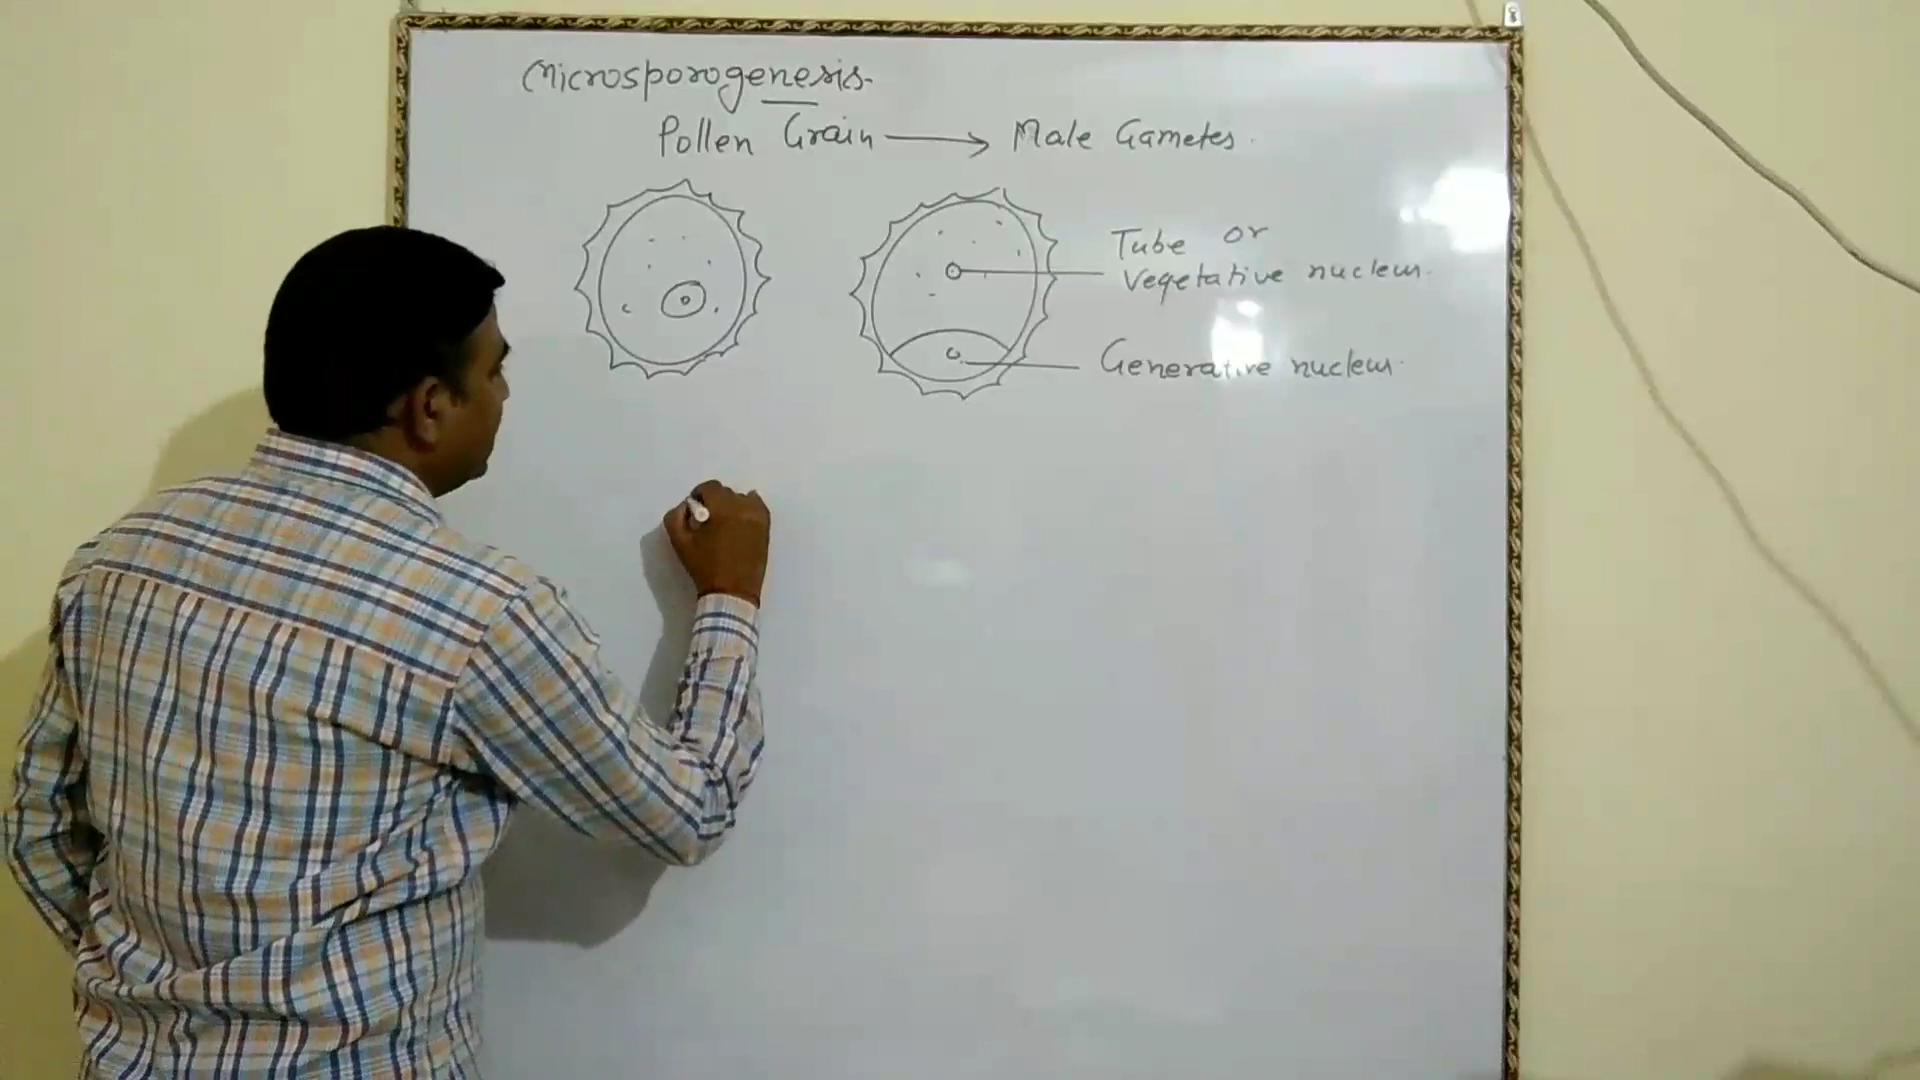 Microsporogenesis.
Pollen Grain → Male Gametes.
Tube or
Vegetative nucleus.
Generative nucleus.